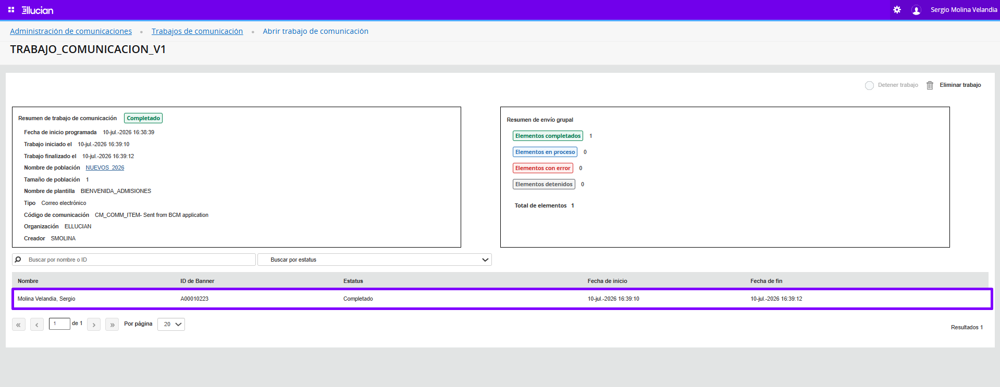 ellucian
Sergio Molina Velandia
Administración de comunicaciones • Trabajos de comunicación • Abrir trabajo de comunicación
TRABAJO_COMUNICACION_V1
Detener trabajo Eliminar trabajo
Resumen de trabajo de comunicación Completado
Fecha de inicio programada 10-jul.-2026 16:38:39
Trabajo iniciado el 10-jul.-2026 16:39:10
Trabajo finalizado el 10-jul.-2026 16:39:12
Nombre de población NUEVOS_2026
Tamaño de población 1
Nombre de plantilla BIENVENIDA_ADMISIONES
Tipo Correo electrónico
Código de comunicación CM_COMM_ITEM- Sent from BCM application
Organización ELLUCIAN
Creador SMOLINA
Resumen de envío grupal
Elementos completados 1
Elementos en proceso 0
Elementos con error 0
Elementos detenidos 0
Total de elementos 1
Buscar por nombre o ID
Buscar por estatus
Nombre ID de Banner Estatus Fecha de inicio Fecha de fin
Molina Velandia, Sergio A00010223 Completado 10-jul.-2026 16:39:10 10-jul.-2026 16:39:12
« ‹ 1 de 1 › » Por página 20
Resultados 1